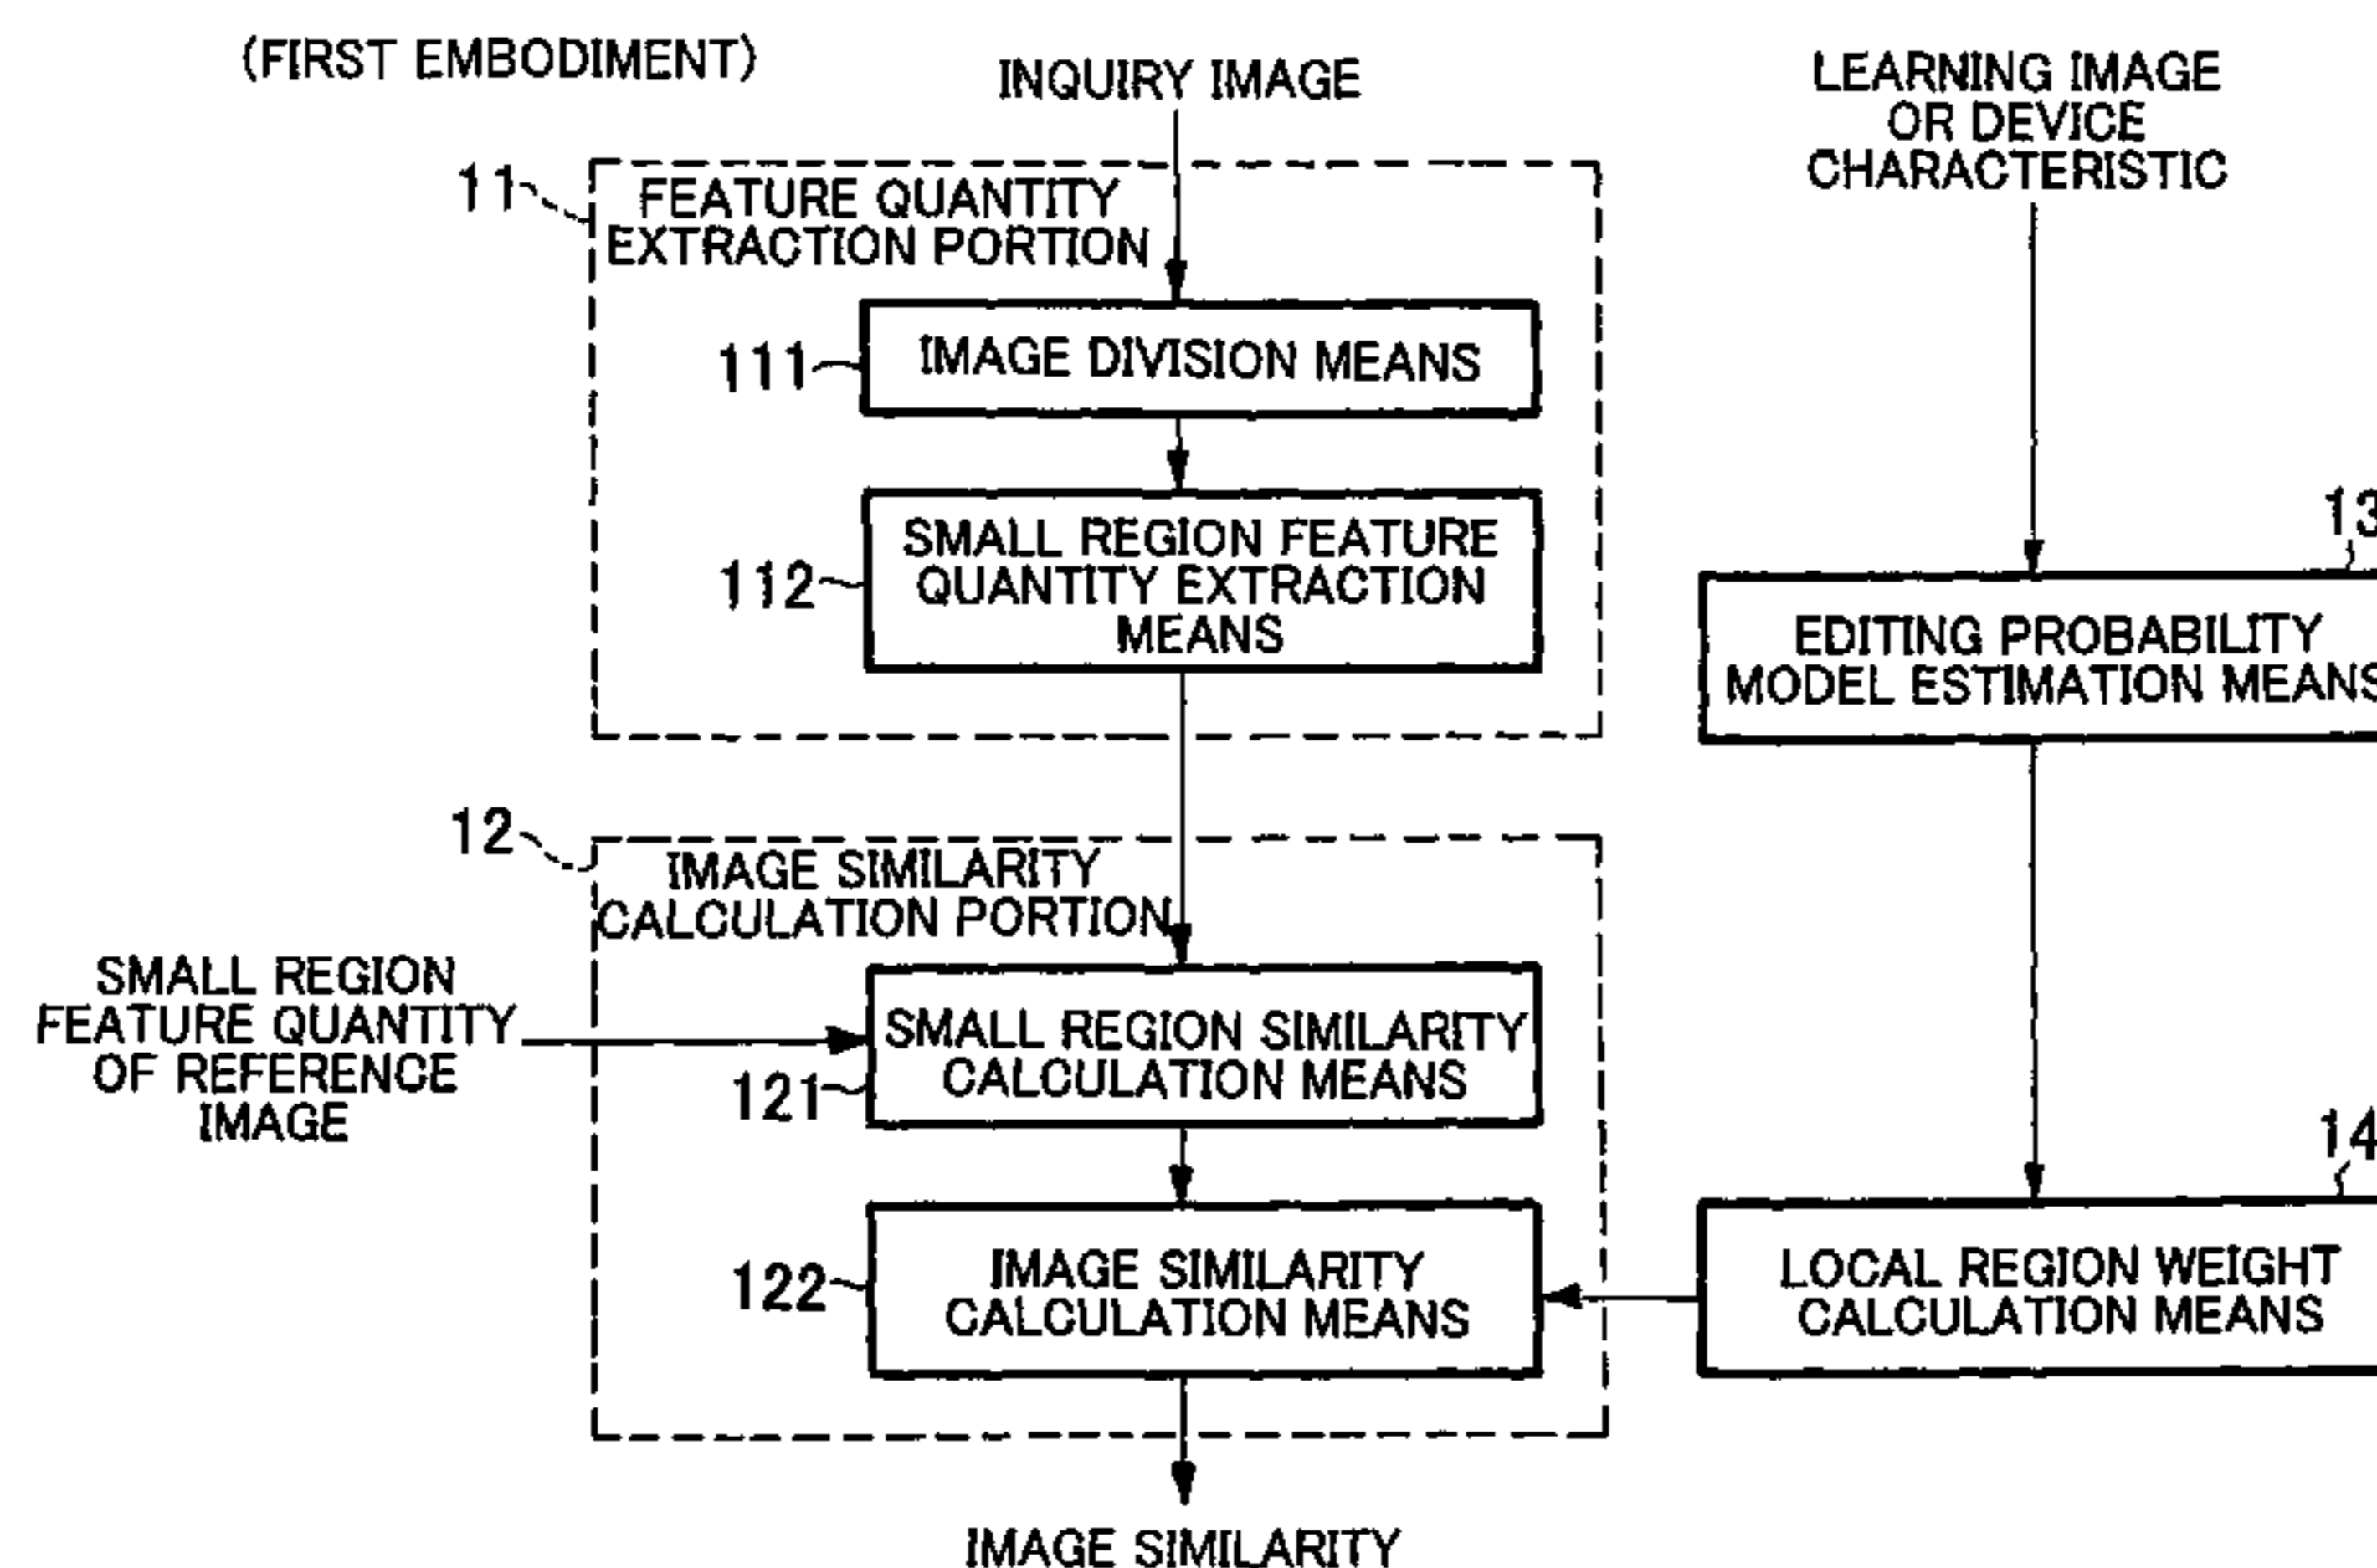 (FIRST EMBODIMENT)
INQUIRY IMAGE
LEARNING IMAGE
OR DEVICE
CHARACTERISTIC
11
FEATURE QUANTITY
EXTRACTION PORTION
111
IMAGE DIVISION MEANS
112
SMALL REGION FEATURE
QUANTITY EXTRACTION
MEANS
13
EDITING PROBABILITY
MODEL ESTIMATION MEANS
12
IMAGE SIMILARITY
CALCULATION PORTION
SMALL REGION
FEATURE QUANTITY
OF REFERENCE
IMAGE
121
SMALL REGION SIMILARITY
CALCULATION MEANS
14
122
IMAGE SIMILARITY
CALCULATION MEANS
LOCAL REGION WEIGHT
CALCULATION MEANS
IMAGE SIMILARITY